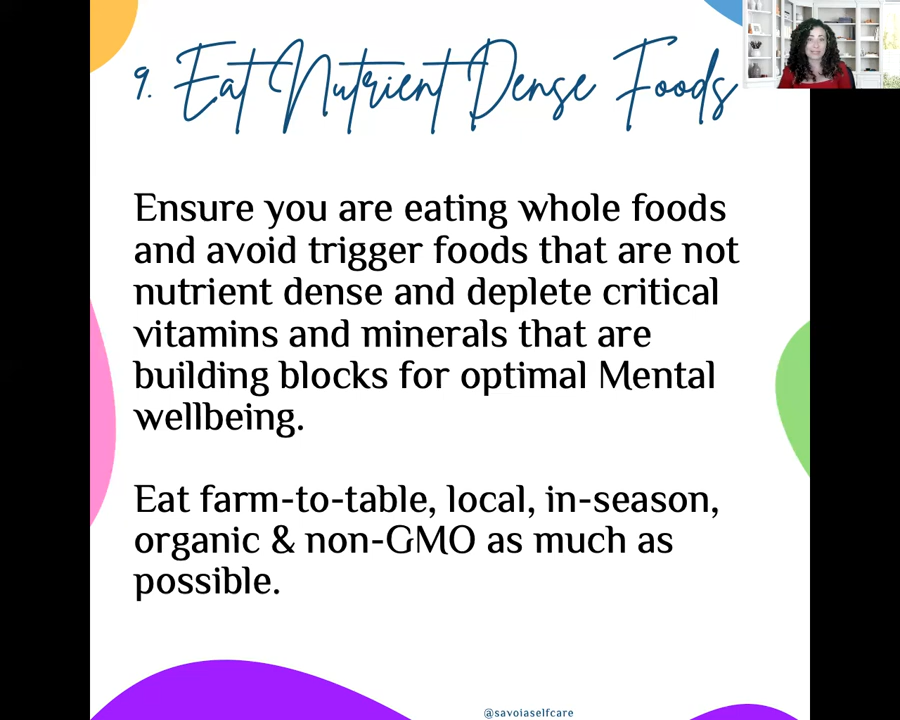 9. Eat Nutrient Dense Foods
Ensure you are eating whole foods
and avoid trigger foods that are not
nutrient dense and deplete critical
vitamins and minerals that are
building blocks for optimal Mental
wellbeing.
Eat farm-to-table, local, in-season,
organic & non-GMO as much as
possible.
@savoiaselfcare